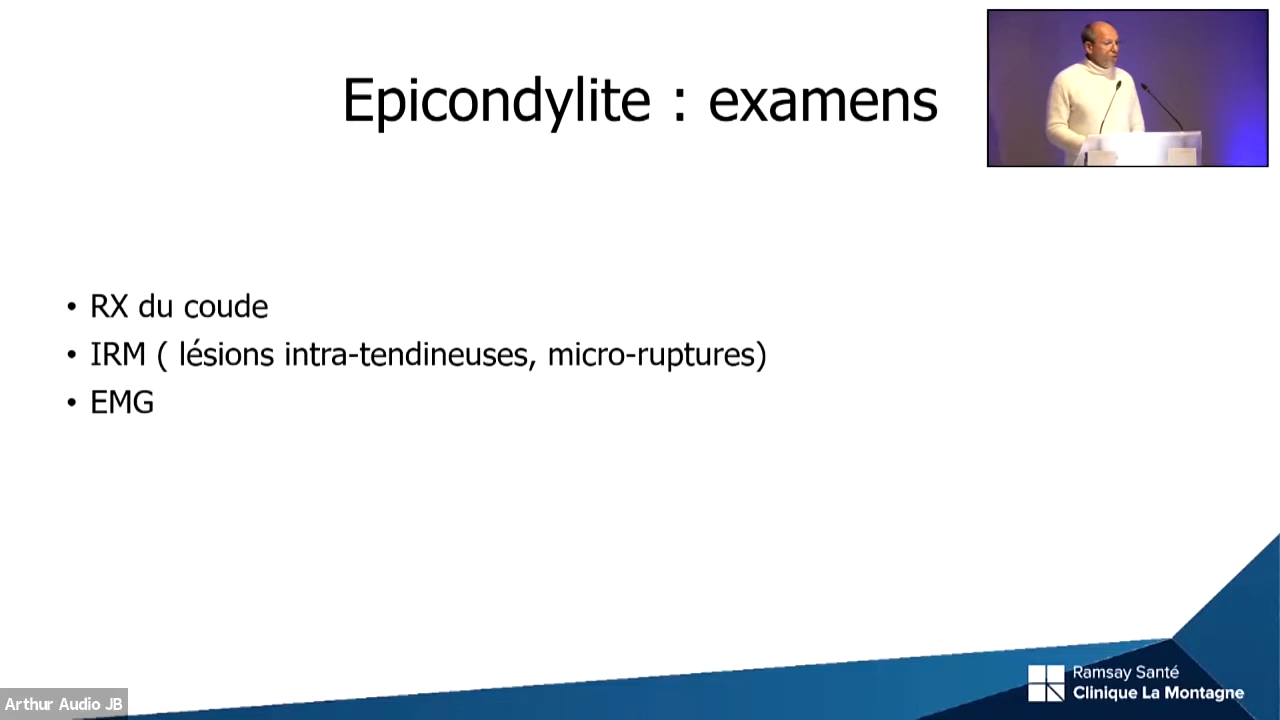 Epicondylite : examens
• RX du coude
• IRM ( lésions intra-tendineuses, micro-ruptures)
• EMG
Ramsay Santé
Clinique La Montagne
Arthur Audio JB